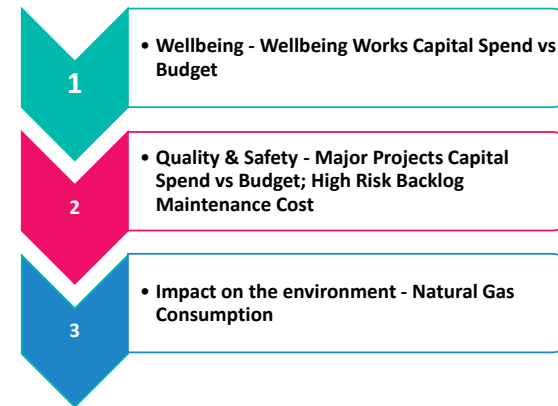 1
• Wellbeing - Wellbeing Works Capital Spend vs
Budget
2
• Quality & Safety - Major Projects Capital
Spend vs Budget; High Risk Backlog
Maintenance Cost
3
• Impact on the environment - Natural Gas
Consumption